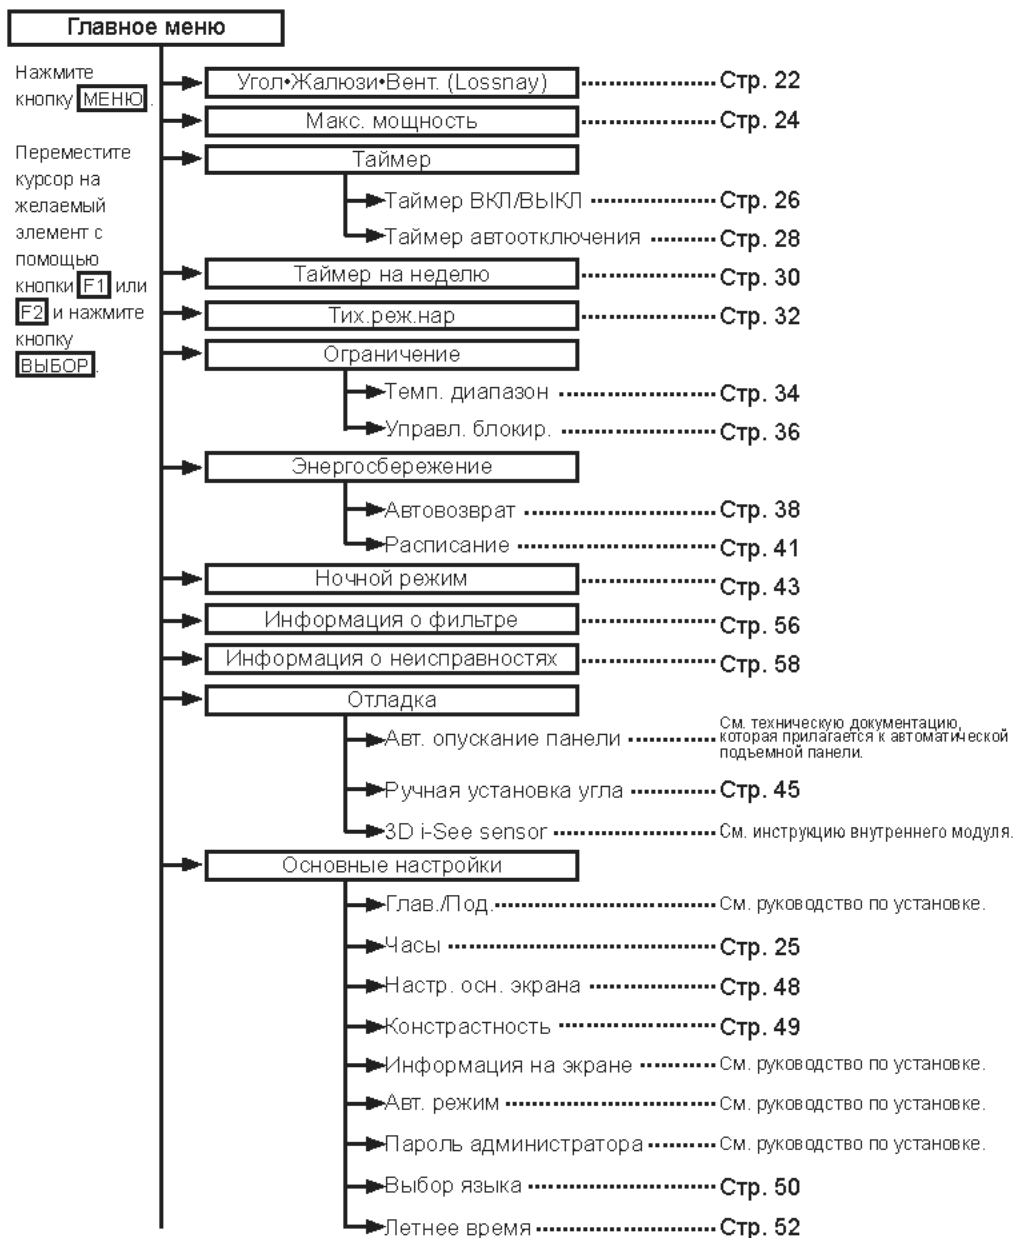 Главное меню
Нажмите
кнопку МЕНЮ.
Переместите
курсор на
желаемый
элемент с
помощью
кнопки F1 или
F2 и нажмите
кнопку
ВЫБОР.
Угол•Жалюзи•Вент. (Lossnay) Стр. 22
Макс. мощность Стр. 24
Таймер
Таймер ВКЛ/ВЫКЛ Стр. 26
Таймер автоотключения Стр. 28
Таймер на неделю Стр. 30
Тих.реж.нар Стр. 32
Ограничение
Темп. диапазон Стр. 34
Управл. блокир. Стр. 36
Энергосбережение
Автовозврат Стр. 38
Расписание Стр. 41
Ночной режим Стр. 43
Информация о фильтре Стр. 56
Информация о неисправностях Стр. 58
Отладка
Авт. опускание панели См. техническую документацию,
которая прилагается к автоматической
подъемной панели.
Ручная установка угла Стр. 45
3D i-See sensor См. инструкцию внутреннего модуля.
Основные настройки
Глав./Под. См. руководство по установке.
Часы Стр. 25
Настр. осн. экрана Стр. 48
Констрастность Стр. 49
Информация на экране См. руководство по установке.
Авт. режим См. руководство по установке.
Пароль администратора См. руководство по установке.
Выбор языка Стр. 50
Летнее время Стр. 52